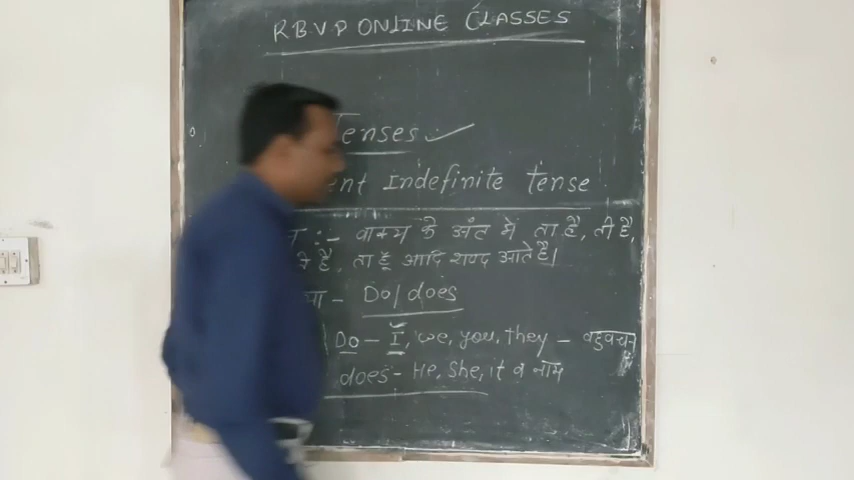 RBVP ONLINE CLASSES
Tenses
ent Indefinite Tense
:- वाक्य के अंत में ता है, ती है,
है, ता हूँ आदि शब्द आते है।
- Do/does
Do - I, we, you, they - बहुवचन
does - He, She, it व नाम